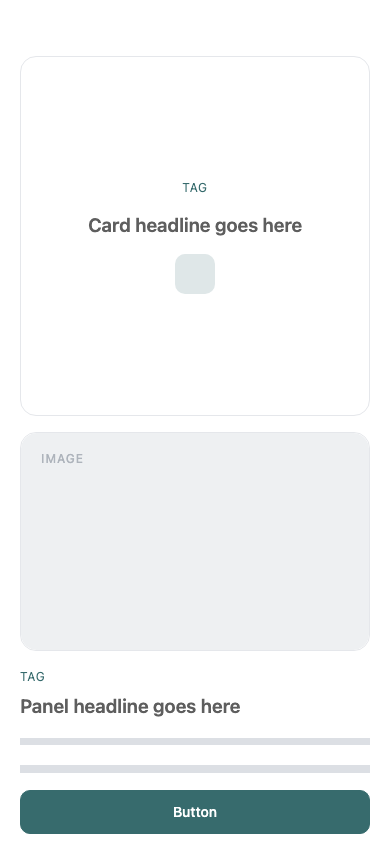 TAG
Card headline goes here
IMAGE
TAG
Panel headline goes here
Button